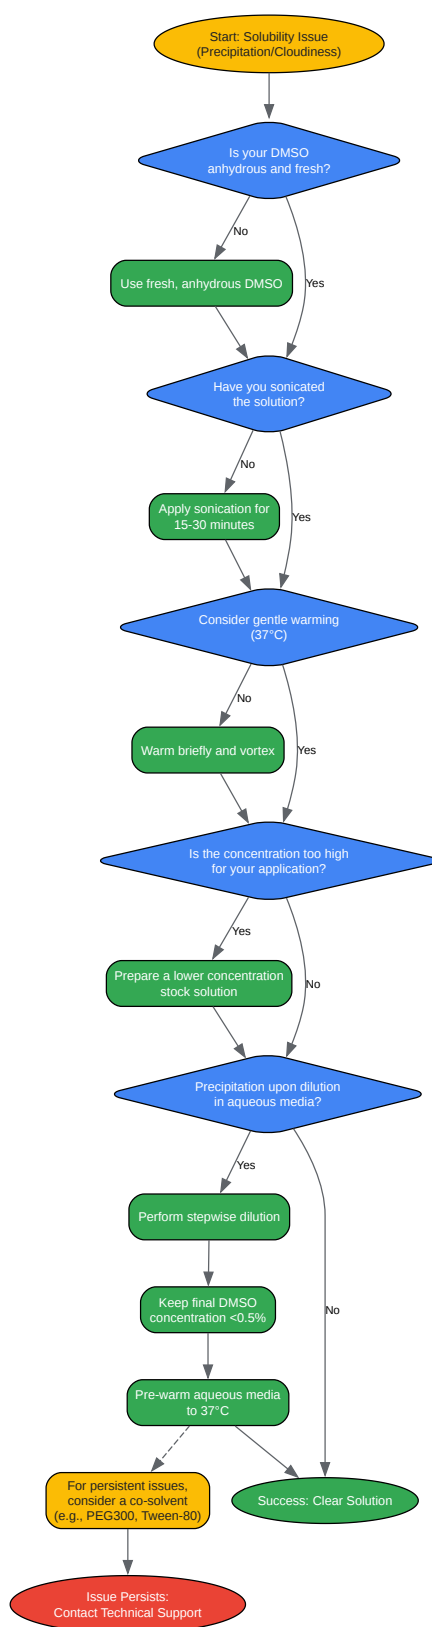 Start: Solubility Issue
(Precipitation/Cloudiness)
Is your DMSO
anhydrous and fresh?
No
Use fresh, anhydrous DMSO
Yes
Have you sonicated
the solution?
No
Apply sonication for
15-30 minutes
Yes
Consider gentle warming
(37°C)
No
Warm briefly and vortex
Yes
Is the concentration too high
for your application?
Yes
Prepare a lower concentration
stock solution
No
Precipitation upon dilution
in aqueous media?
Yes
Perform stepwise dilution
Keep final DMSO
concentration <0.5%
No
Pre-warm aqueous media
to 37°C
For persistent issues,
consider a co-solvent
(e.g., PEG300, Tween-80)
Success: Clear Solution
Issue Persists:
Contact Technical Support